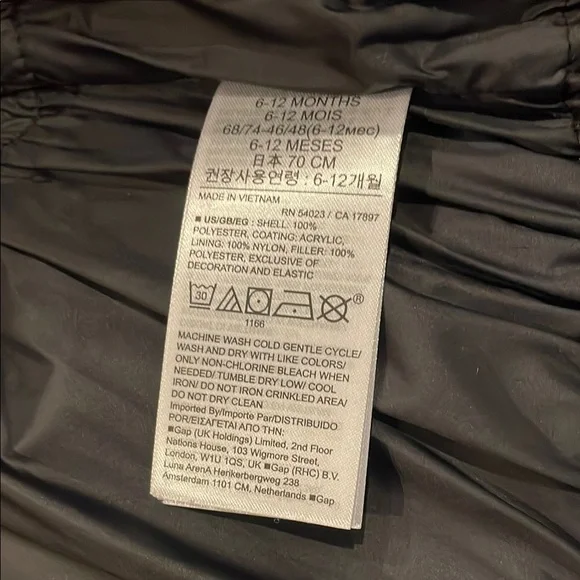 6-12 MONTHS
6-12 MOIS
68/74-46/48(6-12мес)
6-12 MESES
日本 70 CM
권장사용연령 : 6-12개월
MADE IN VIETNAM
RN 54023 / CA 17897
■ US/GB/EG : SHELL: 100%
POLYESTER, COATING: ACRYLIC,
LINING: 100% NYLON, FILLER: 100%
POLYESTER, EXCLUSIVE OF
DECORATION AND ELASTIC
30 ®
1166
MACHINE WASH COLD GENTLE CYCLE/
WASH AND DRY WITH LIKE COLORS/
ONLY NON-CHLORINE BLEACH WHEN
NEEDED/ TUMBLE DRY LOW/ COOL
IRON/ DO NOT IRON CRINKLED AREA/
DO NOT DRY CLEAN
Imported By/Importe Par/DISTRIBUIDO
POR/ΕΙΣΑΓΕΤΑΙ ΑΠΟ ΤΗΝ:
■Gap (UK Holdings) Limited, 2nd Floor
Nations House, 103 Wigmore Street,
London, W1U 1QS, UK ■Gap (RHC) B.V.
Luna ArenA Herikerbergweg 238
Amsterdam 1101 CM, Netherlands ■Gap